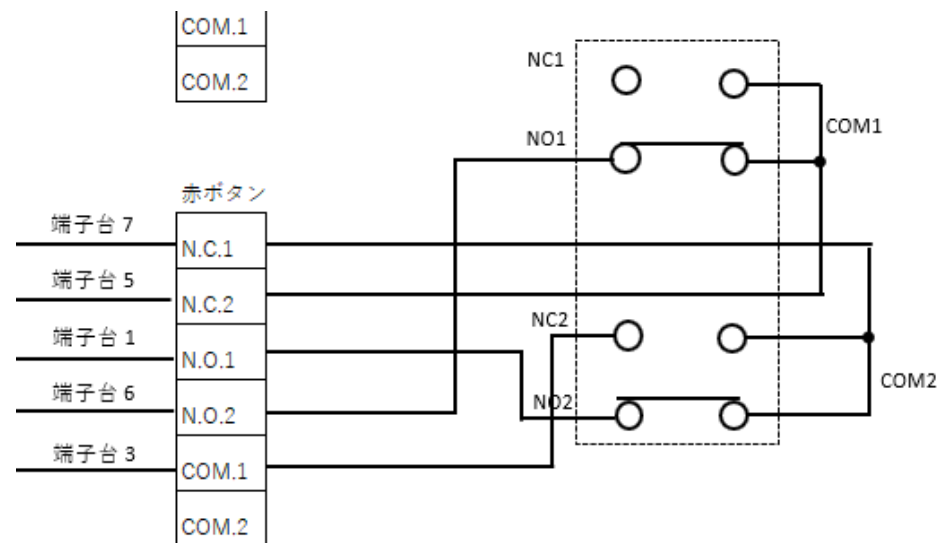 COM.1
COM.2
赤ボタン
端子台 7
N.C.1
端子台 5
N.C.2
端子台 1
N.O.1
端子台 6
N.O.2
端子台 3
COM.1
COM.2
NC1
COM1
NO1
NC2
COM2
NO2